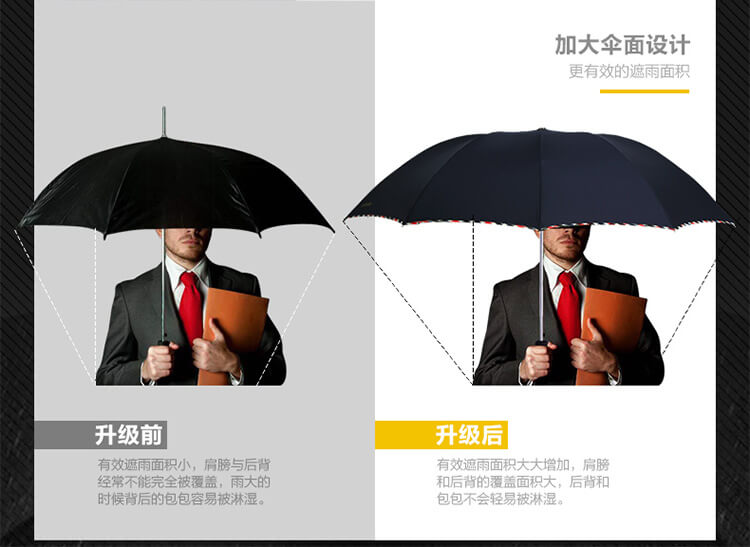 加大伞面设计
更有效的遮雨面积
升级前
有效遮雨面积小，肩膀与后背
经常不能完全被覆盖，雨大的
时候背后的包包容易被淋湿。
升级后
有效遮雨面积大大增加，肩膀
和后背的覆盖面积大，后背和
包包不会轻易被淋湿。